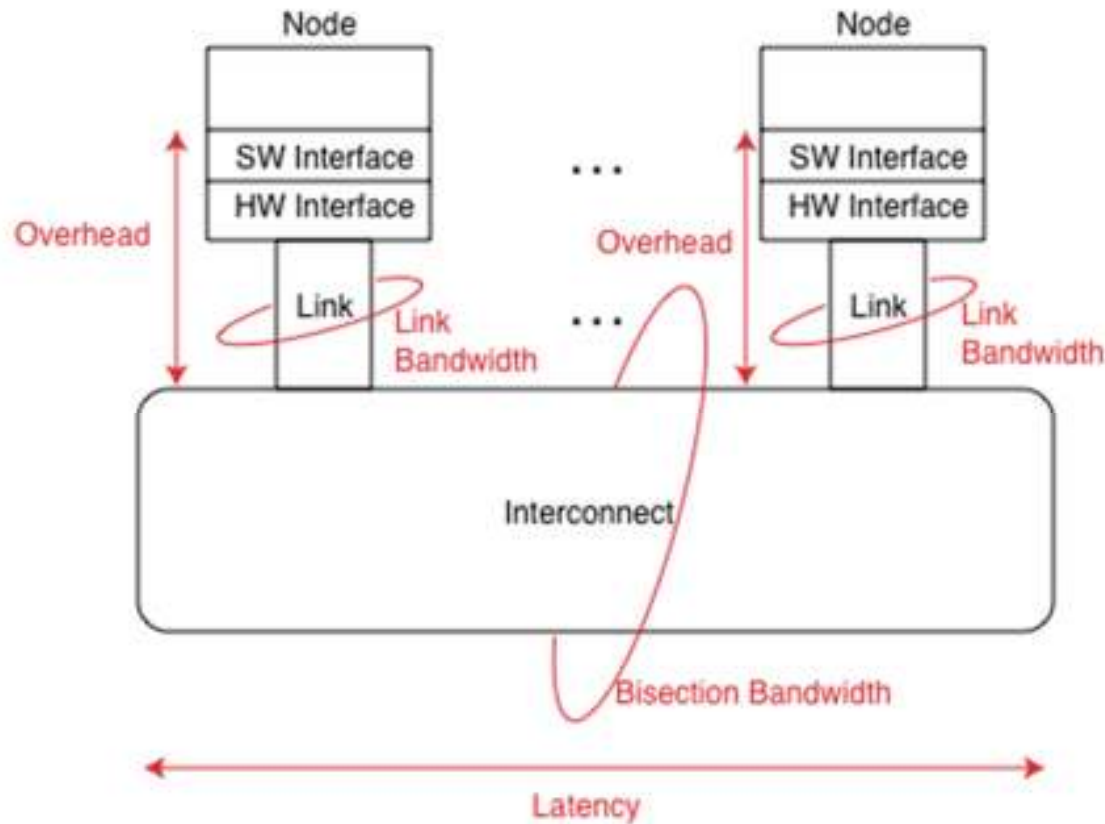 Node
Node
SW Interface
...
SW Interface
HW Interface
HW Interface
Overhead
Overhead
Link
...
Link
Link
Bandwidth
Link
Bandwidth
Interconnect
Bisection Bandwidth
Latency